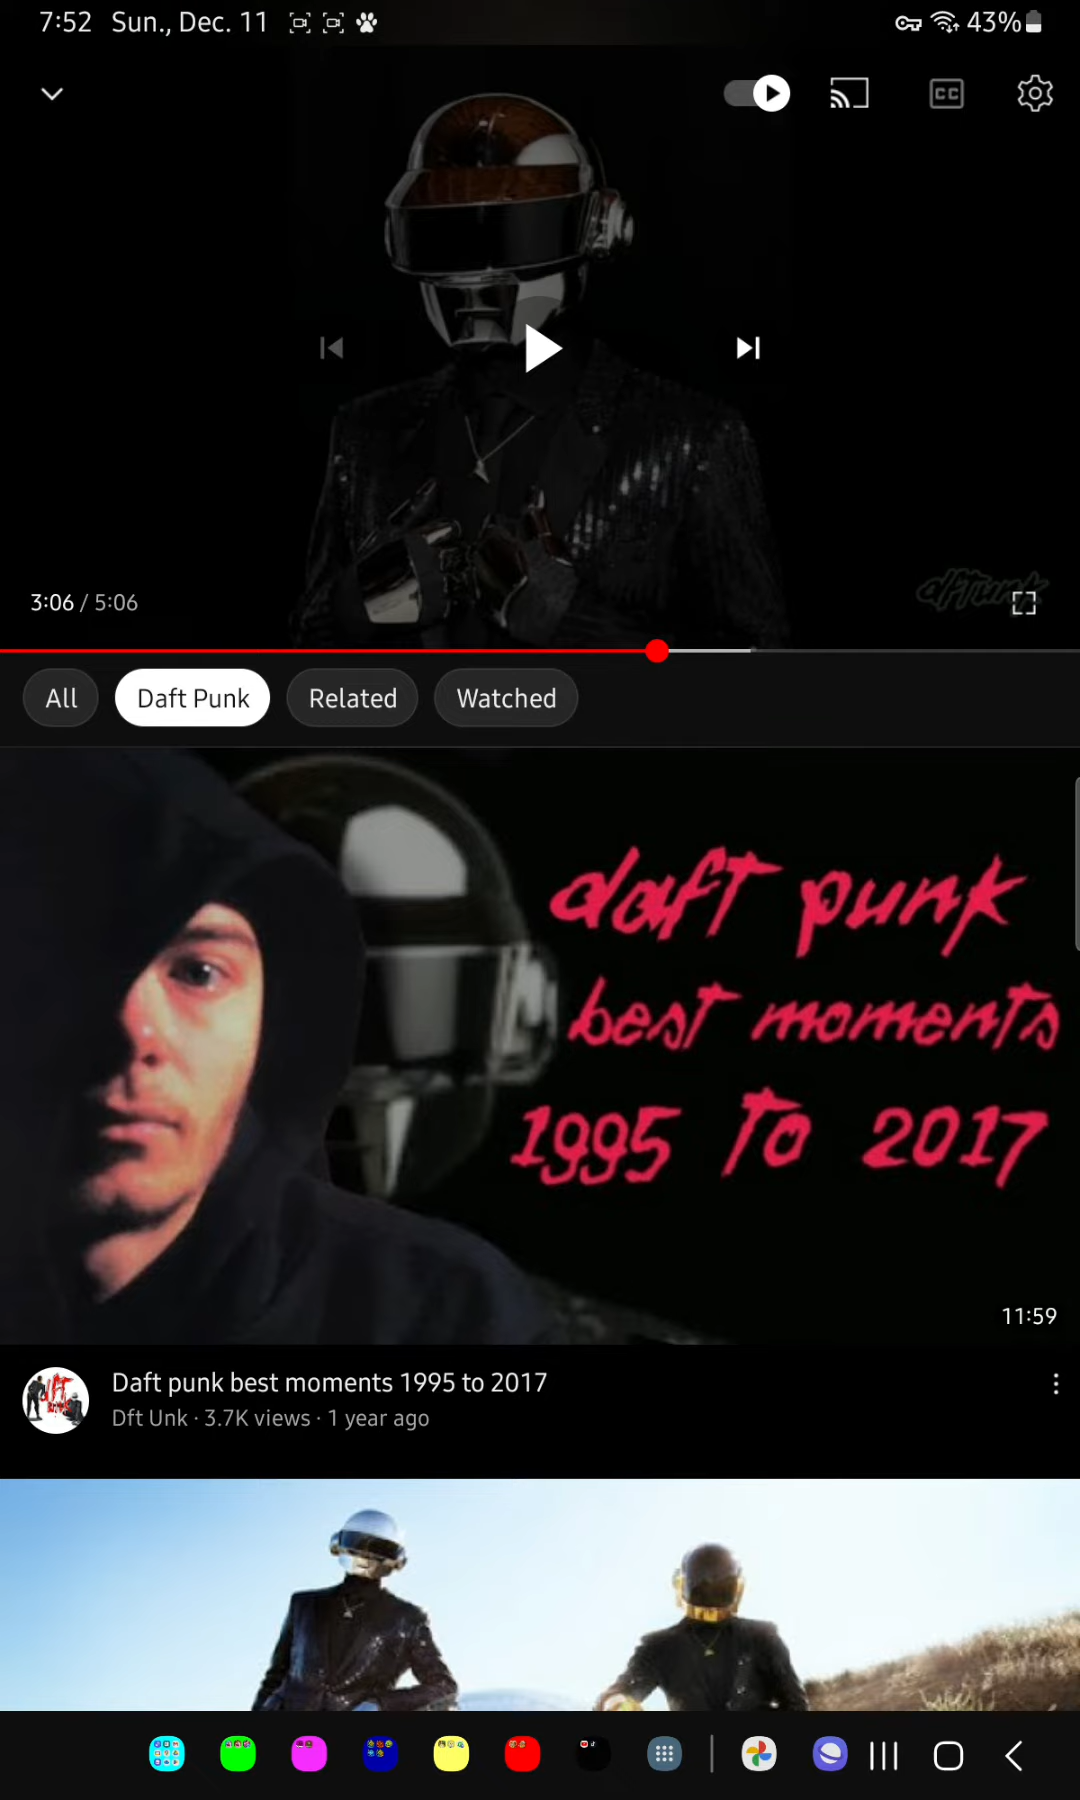 7:52 Sun., Dec. 11 43%
CC
dfTunk
3:06 / 5:06
All Daft Punk Related Watched
daft punk
best moments
1995 To 2017
11:59
Daft punk best moments 1995 to 2017
Dft Unk · 3.7K views · 1 year ago